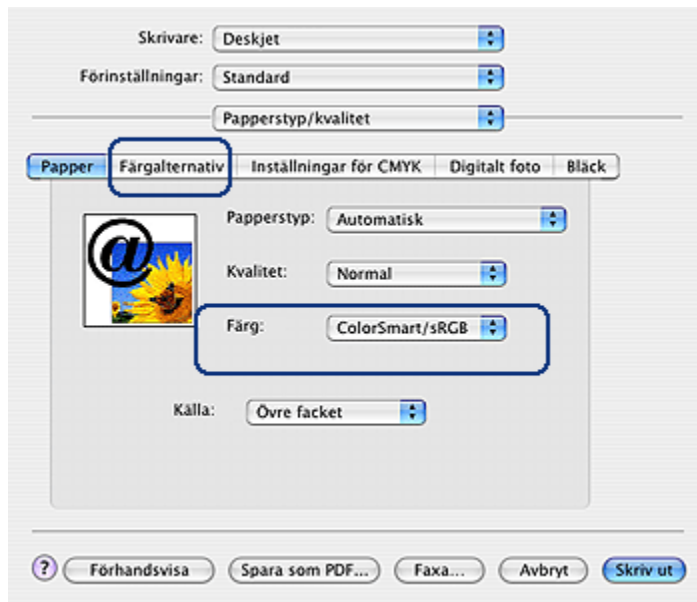 Skrivare: Deskjet
Förinställningar: Standard
Papperstyp/kvalitet
Papper Färgalternativ Inställningar för CMYK Digitalt foto Bläck
@
Papperstyp: Automatisk
Kvalitet: Normal
Färg: ColorSmart/sRGB
Källa: Övre facket
? Förhandsvisa Spara som PDF... Faxa... Avbryt Skriv ut